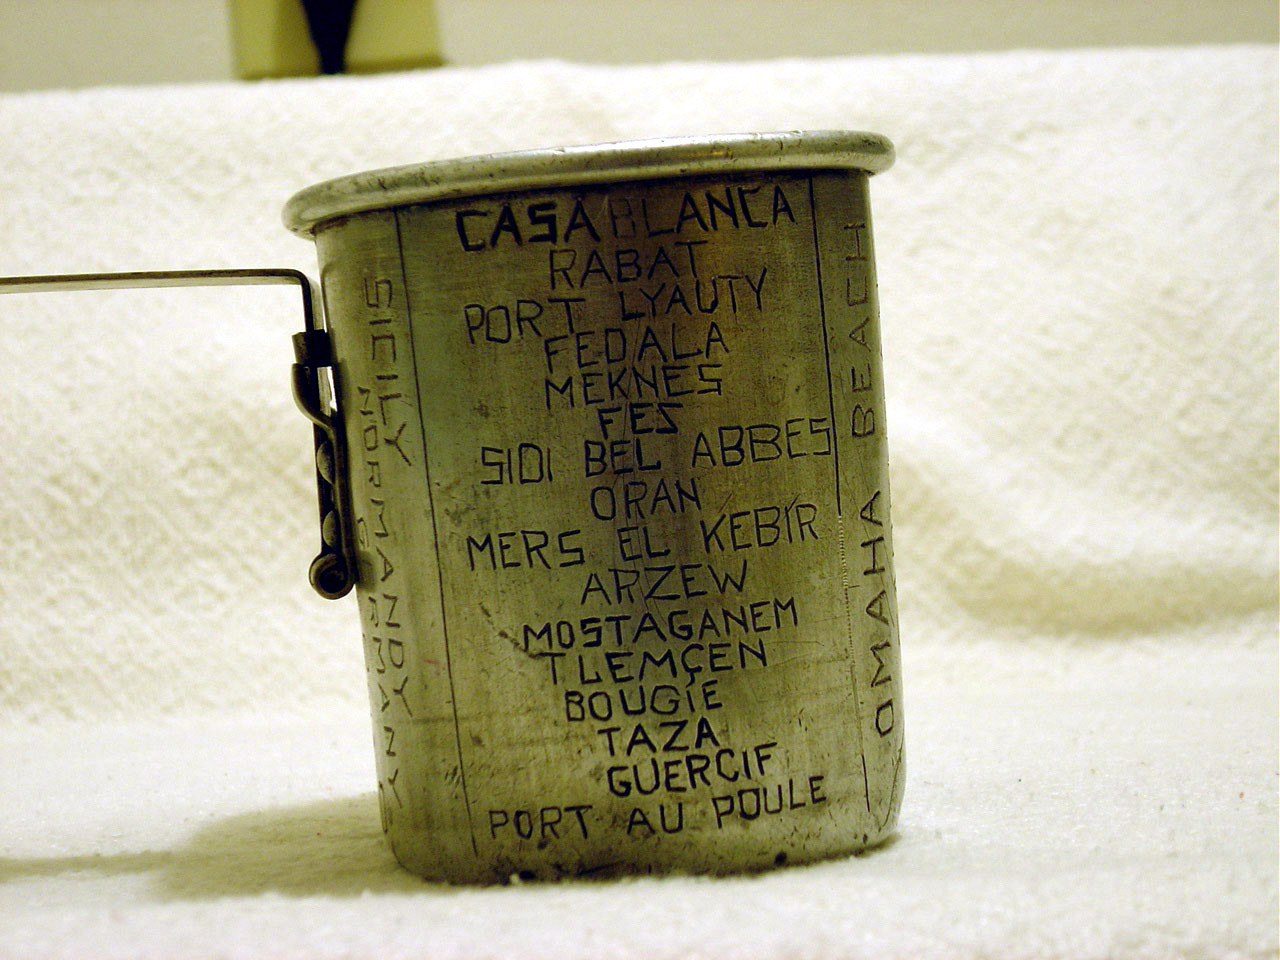 CASABLANCA
RABAT
PORT LYAUTY
FEDALA
MEKNES
FES
SIDI BEL ABBES
ORAN
MERS EL KEBIR
ARZEW
MOSTAGANEM
TLEMÇEN
BOUGIE
TAZA
GUERCIF
PORT AU POULE
SICILY
NORMANDY
GERMANY
OMAHA BEACH